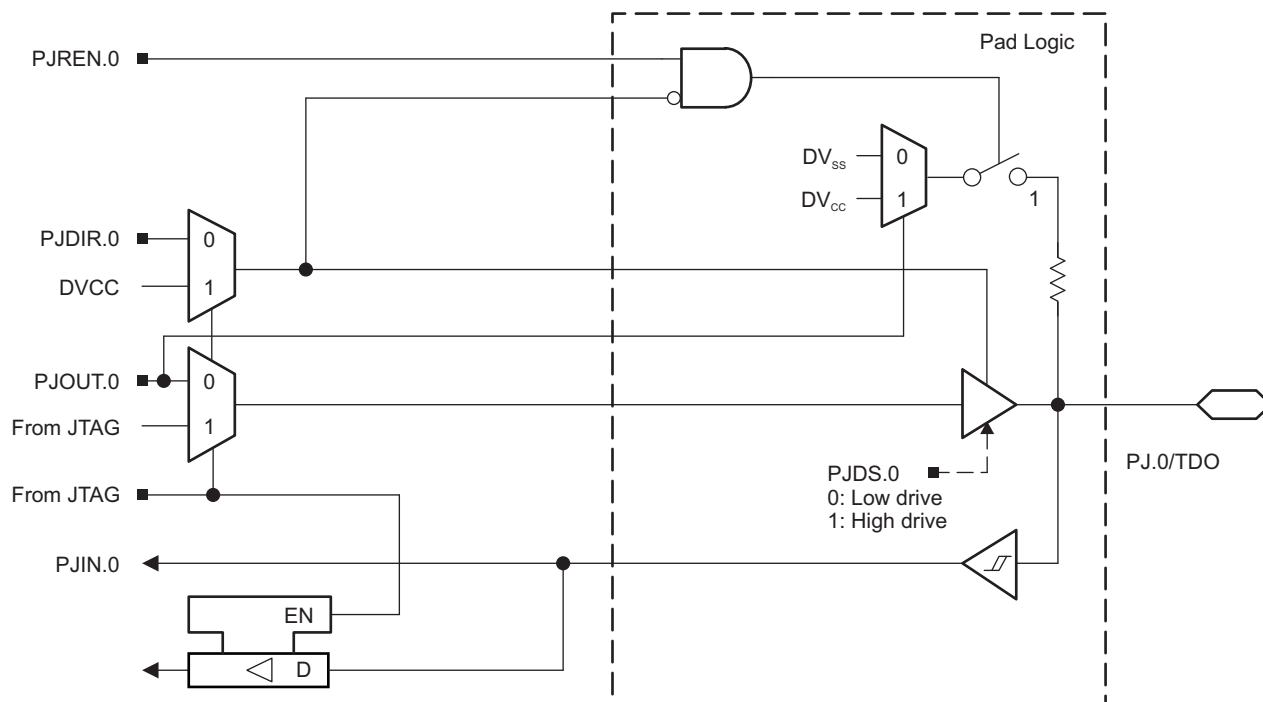 Pad Logic
PJREN.0
DVss
0
DVcc
1
1
PJDIR.0
0
DVCC
1
PJOUT.0
0
From JTAG
1
PJDS.0
0: Low drive
1: High drive
PJ.0/TDO
From JTAG
PJIN.0
EN
D